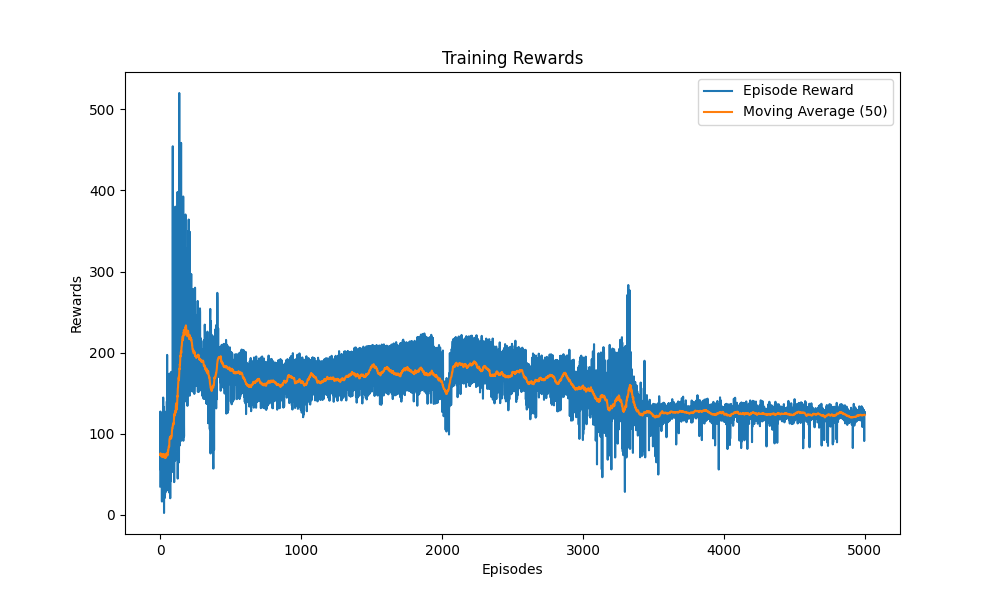 Training Rewards
Episode Reward
Moving Average (50)
500
400
300
200
100
0
Rewards
0 1000 2000 3000 4000 5000
Episodes